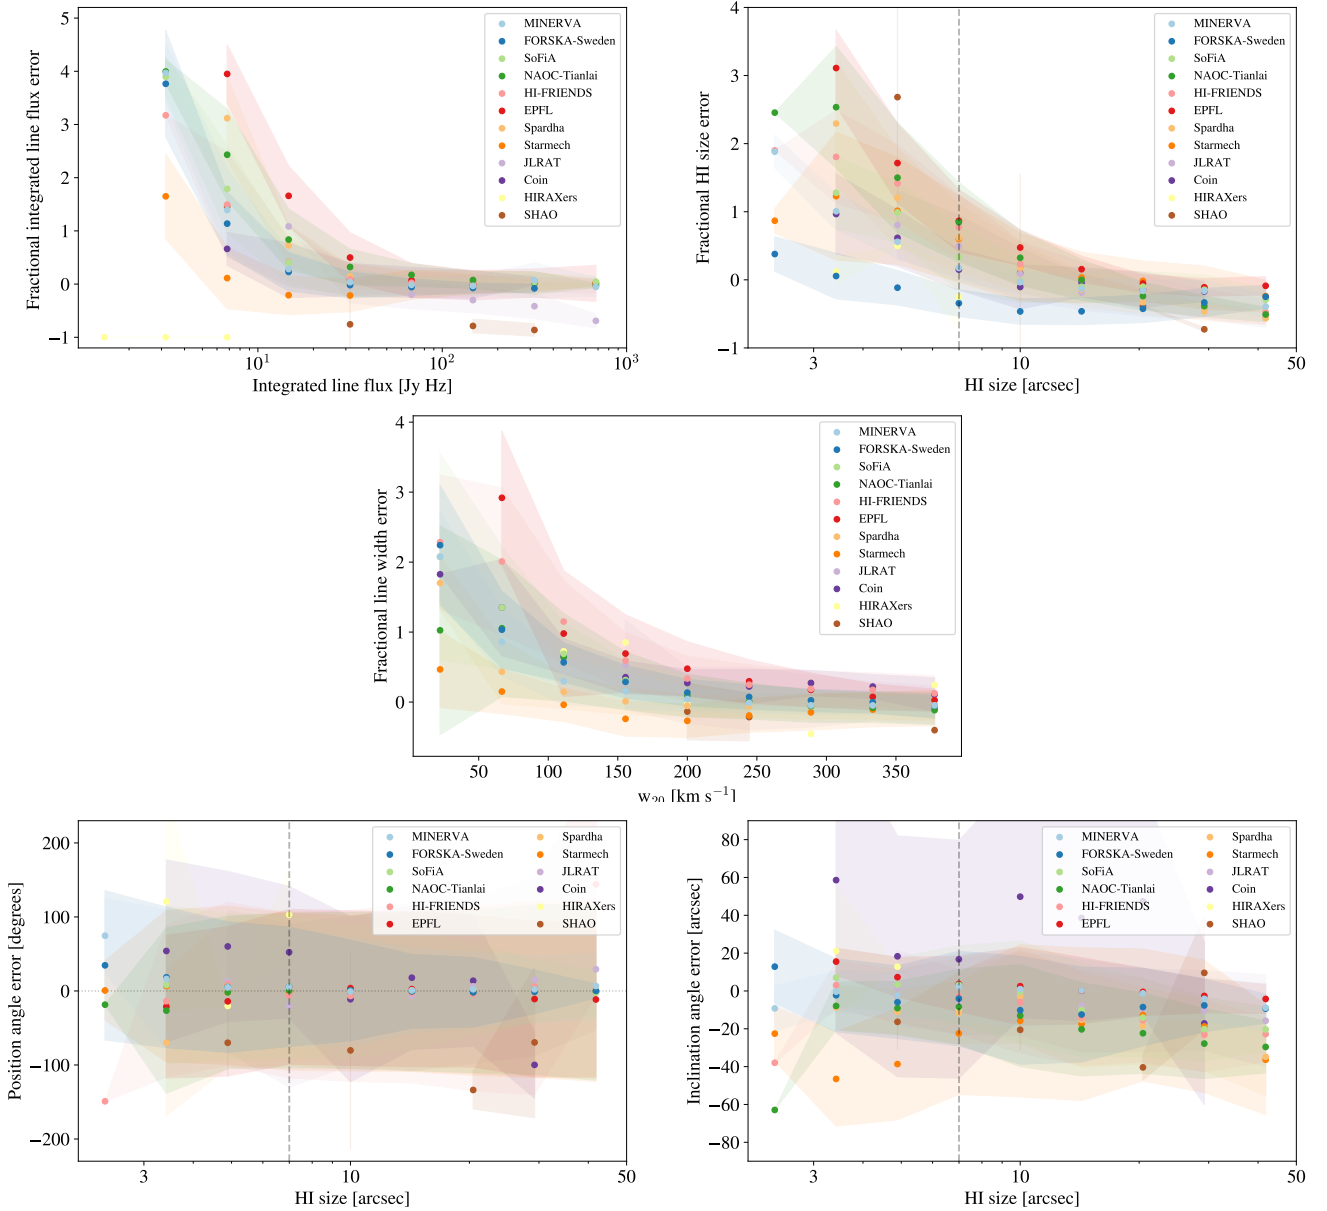 5
4
3
2
1
0
−1
Fractional integrated line flux error
10¹
10²
10³
Integrated line flux [Jy Hz]
MINERVA
FORSKA-Sweden
SoFiA
NAOC-Tianlai
HI-FRIENDS
EPFL
Spardha
Starmech
JLRAT
Coin
HIRAXers
SHAO
4
3
2
1
0
−1
Fractional HI size error
3
10
50
HI size [arcsec]
MINERVA
FORSKA-Sweden
SoFiA
NAOC-Tianlai
HI-FRIENDS
EPFL
Spardha
Starmech
JLRAT
Coin
HIRAXers
SHAO
4
3
2
1
0
Fractional line width error
50 100 150 200 250 300 350
w₂₀ [km s⁻¹]
MINERVA
FORSKA-Sweden
SoFiA
NAOC-Tianlai
HI-FRIENDS
EPFL
Spardha
Starmech
JLRAT
Coin
HIRAXers
SHAO
200
100
0
−100
−200
Position angle error [degrees]
3
10
50
HI size [arcsec]
MINERVA
FORSKA-Sweden
SoFiA
NAOC-Tianlai
HI-FRIENDS
EPFL
Spardha
Starmech
JLRAT
Coin
HIRAXers
SHAO
80
60
40
20
0
−20
−40
−60
−80
Inclination angle error [arcsec]
3
10
50
HI size [arcsec]
MINERVA
FORSKA-Sweden
SoFiA
NAOC-Tianlai
HI-FRIENDS
EPFL
Spardha
Starmech
JLRAT
Coin
HIRAXers
SHAO